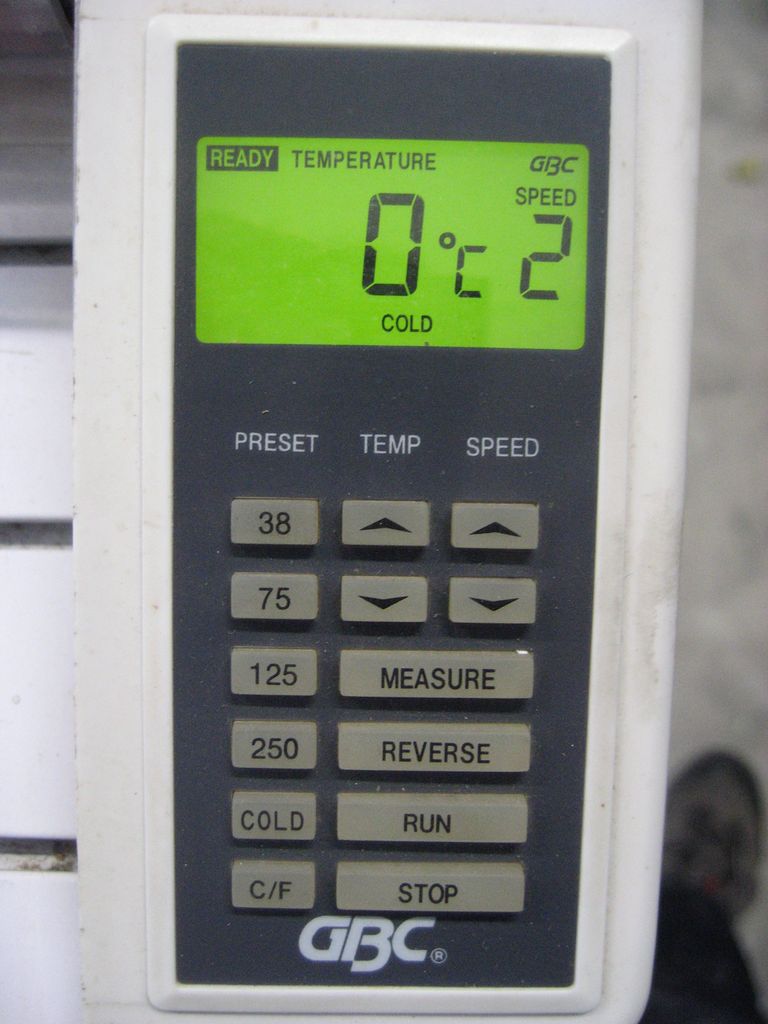 READY TEMPERATURE GBC
SPEED
0°C 2
COLD
PRESET TEMP SPEED
38
75
125 MEASURE
250 REVERSE
COLD RUN
C/F STOP
GBC®